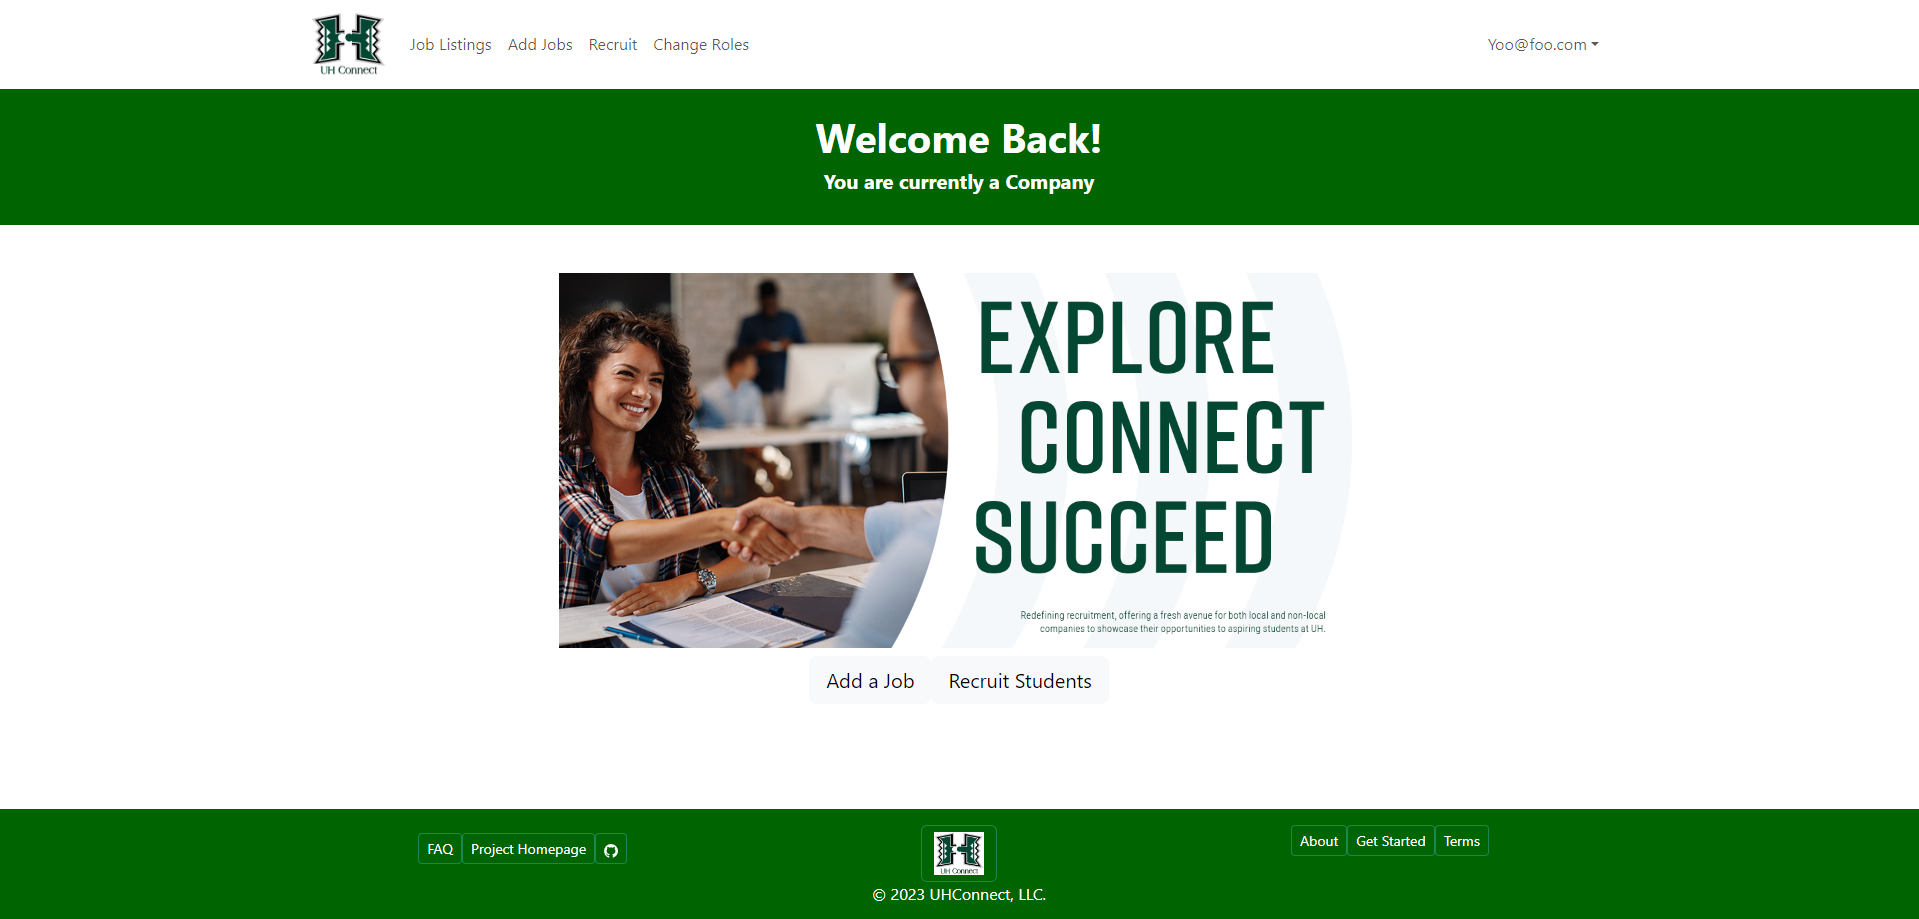 UH Connect
Job Listings Add Jobs Recruit Change Roles
Yoo@foo.com
Welcome Back!
You are currently a Company
EXPLORE
CONNECT
SUCCEED
Redefining recruitment, offering a fresh avenue for both local and non-local
companies to showcase their opportunities to aspiring students at UH.
Add a Job Recruit Students
FAQ Project Homepage
UH Connect
About Get Started Terms
© 2023 UHConnect, LLC.